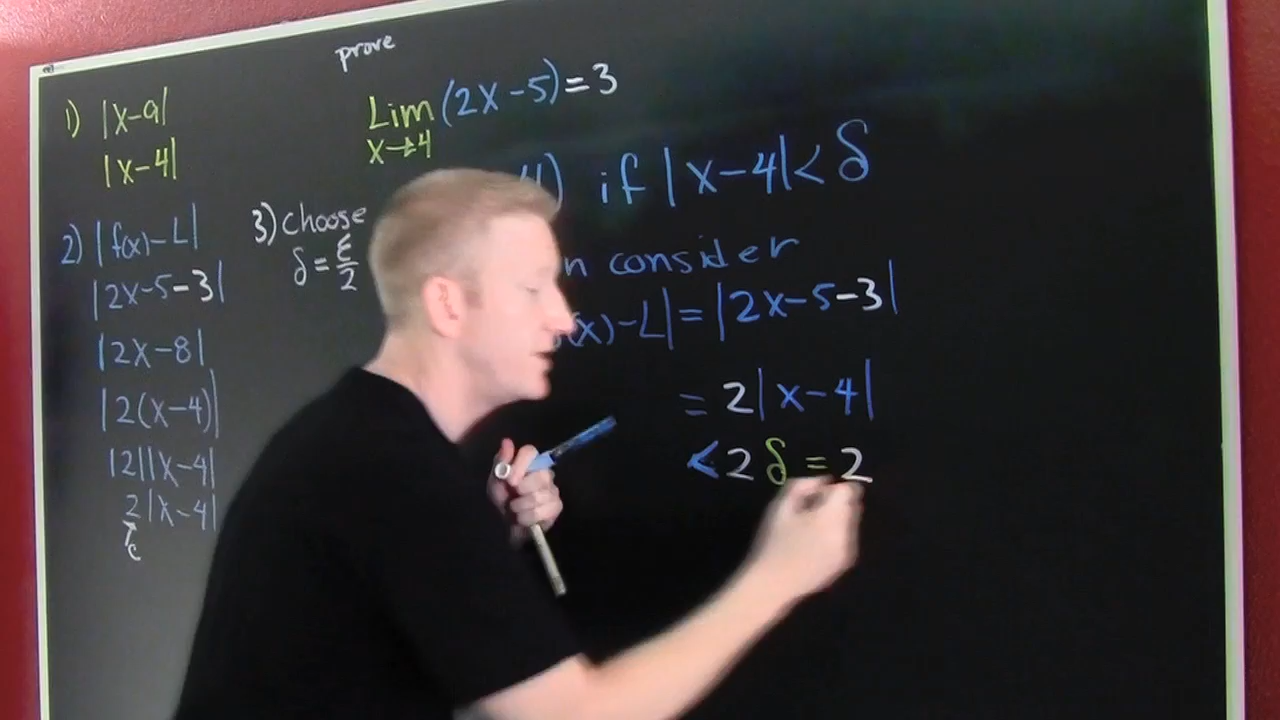 prove
Lim (2x-5)=3
x→4
1) |x-a|
|x-4|
2) |f(x)-L|
|2x-5-3|
|2x-8|
|2(x-4)|
|2||x-4|
2|x-4|
c
3) choose
δ=ε/2
4) if |x-4|< δ
consider
(x)-L|=|2x-5-3|
= 2|x-4|
< 2 δ = 2